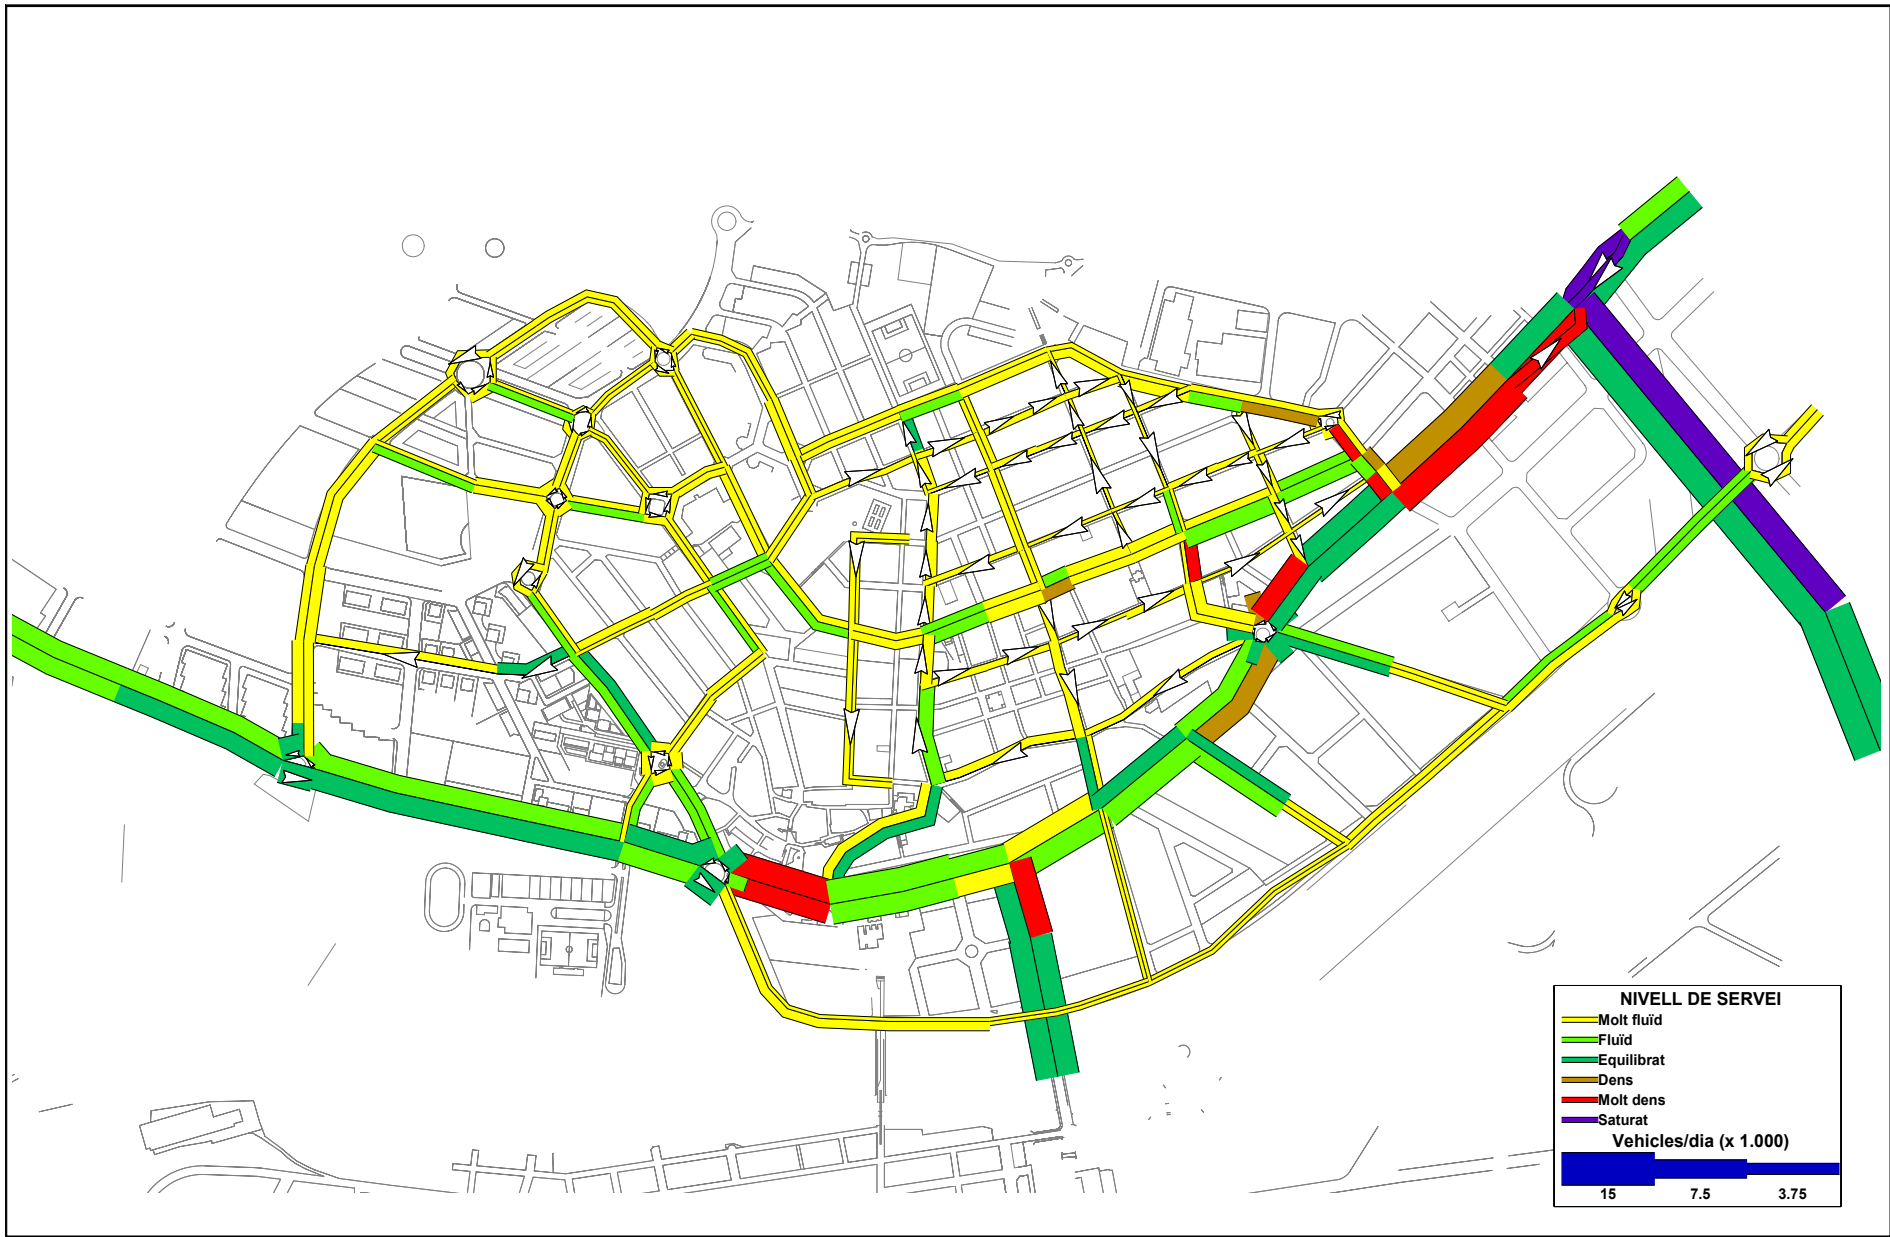 NIVELL DE SERVEI
Molt fluïd
Fluïd
Equilibrat
Dens
Molt dens
Saturat
Vehicles/dia (x 1.000)
15 7.5 3.75